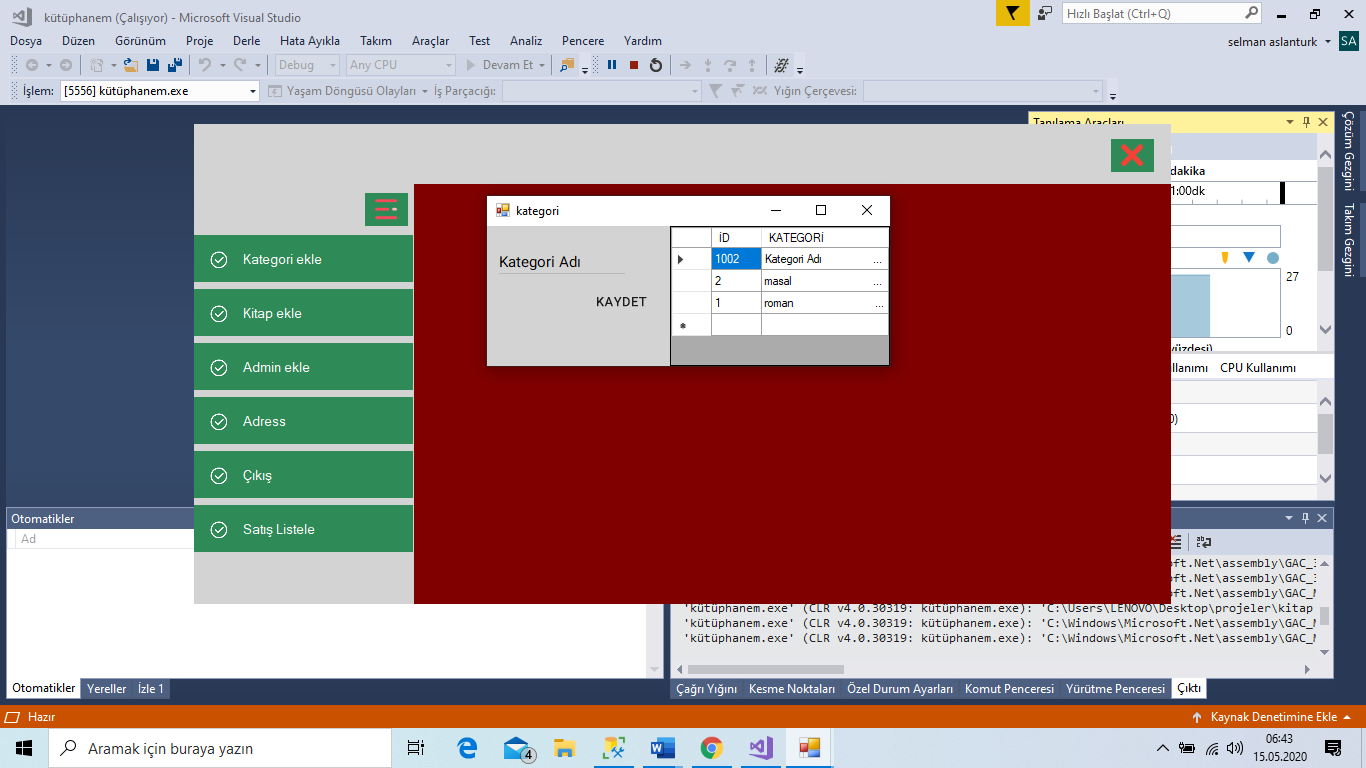 kütüphanem (Çalışıyor) - Microsoft Visual Studio
Hızlı Başlat (Ctrl+Q)
Dosya Düzen Görünüm Proje Derle Hata Ayıkla Takım Araçlar Test Analiz Pencere Yardım
selman aslanturk SA
Debug Any CPU Devam Et
İşlem: [5556] kütüphanem.exe Yaşam Döngüsü Olayları İş Parçacığı: Yığın Çerçevesi:
Tanılama Araçları
Çözüm Gezgini
Takım Gezgini
dakika
1:00dk
27
0
yüzdesi)
llanımı CPU Kullanımı
0)
kategori
Kategori Adı
KAYDET
İD KATEGORİ
1002 Kategori Adı ...
2 masal ...
1 roman ...
*
Kategori ekle
Kitap ekle
Admin ekle
Adress
Çıkış
Satış Listele
Otomatikler
Ad
oft.Net\assembly\GAC_3
oft.Net\assembly\GAC_3
oft.Net\assembly\GAC_M
'kütüphanem.exe' (CLR v4.0.30319: kütüphanem.exe): 'C:\Users\LENOVO\Desktop\projeler\kitap
'kütüphanem.exe' (CLR v4.0.30319: kütüphanem.exe): 'C:\Windows\Microsoft.Net\assembly\GAC_M
'kütüphanem.exe' (CLR v4.0.30319: kütüphanem.exe): 'C:\Windows\Microsoft.Net\assembly\GAC_M
Otomatikler Yereller İzle 1
Çağrı Yığını Kesme Noktaları Özel Durum Ayarları Komut Penceresi Yürütme Penceresi Çıktı
Hazır
Kaynak Denetimine Ekle
Aramak için buraya yazın
4
06:43
15.05.2020